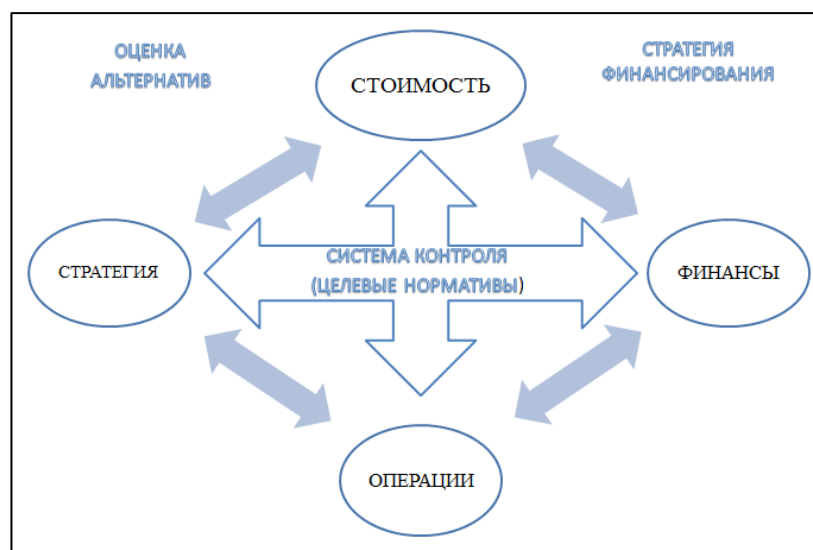 ОЦЕНКА
АЛЬТЕРНАТИВ
СТОИМОСТЬ
СТРАТЕГИЯ
ФИНАНСИРОВАНИЯ
СТРАТЕГИЯ
СИСТЕМА КОНТРОЛЯ
(ЦЕЛЕВЫЕ НОРМАТИВЫ)
ФИНАНСЫ
ОПЕРАЦИИ